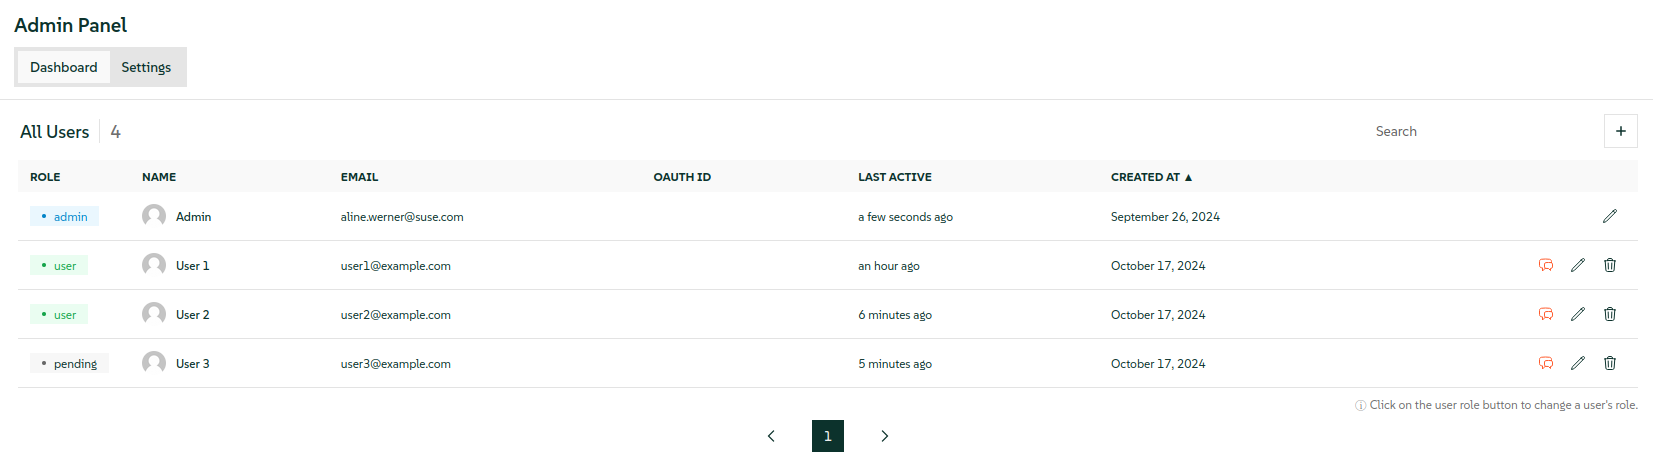 Admin Panel
Dashboard Settings
All Users 4 Search +
ROLE NAME EMAIL OAUTH ID LAST ACTIVE CREATED AT ▲
admin Admin aline.werner@suse.com a few seconds ago September 26, 2024
user User 1 user1@example.com an hour ago October 17, 2024
user User 2 user2@example.com 6 minutes ago October 17, 2024
pending User 3 user3@example.com 5 minutes ago October 17, 2024
ⓘ Click on the user role button to change a user's role.
1